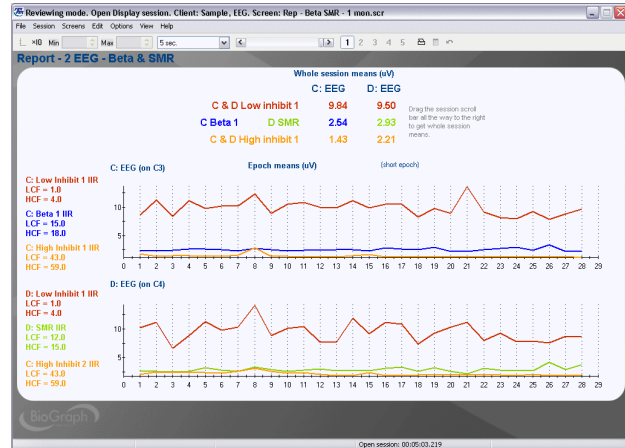 Reviewing mode. Open Display session. Client: Sample, EEG. Screen: Rep - Beta SMR - 1 mon.scr
File Session Screens Edit Options View Help
×10 Min Max 5 sec. 1 2 3 4 5
Report - 2 EEG - Beta & SMR
Whole session means (uV)
C: EEG D: EEG
C & D Low inhibit 1 9.84 9.50
C Beta 1 D SMR 2.54 2.93
C & D High inhibit 1 1.43 2.21
Drag the session scroll
bar all the way to the right
to get whole session
means.
C: EEG (on C3) Epoch means (uV) (short epoch)
C: Low Inhibit 1 IIR
LCF = 1.0
HCF = 4.0
C: Beta 1 IIR
LCF = 15.0
HCF = 18.0
C: High Inhibit 1 IIR
LCF = 43.0
HCF = 59.0
10
5
0 1 2 3 4 5 6 7 8 9 10 11 12 13 14 15 16 17 18 19 20 21 22 23 24 25 26 27 28 29
D: EEG (on C4)
D: Low Inhibit 1 IIR
LCF = 1.0
HCF = 4.0
D: SMR IIR
LCF = 12.0
HCF = 15.0
C: High Inhibit 2 IIR
LCF = 43.0
HCF = 59.0
10
5
0 1 2 3 4 5 6 7 8 9 10 11 12 13 14 15 16 17 18 19 20 21 22 23 24 25 26 27 28 29
BioGraph
Open session: 00:05:03.219